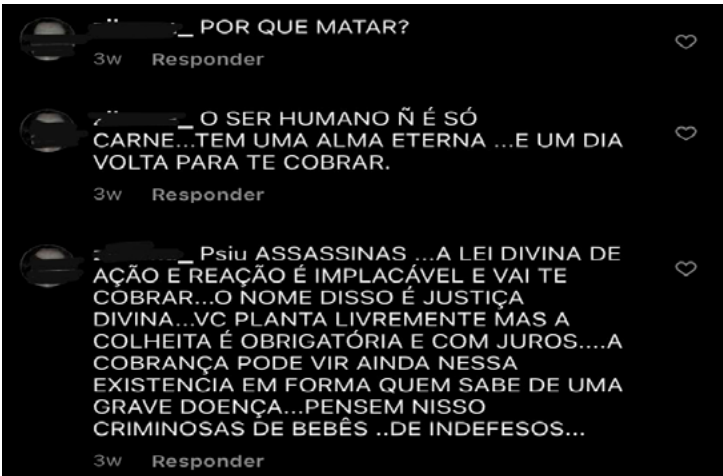 _ POR QUE MATAR?
3w Responder
_ O SER HUMANO Ñ É SÓ
CARNE...TEM UMA ALMA ETERNA ...E UM DIA
VOLTA PARA TE COBRAR.
3w Responder
_ Psiu ASSASSINAS ...A LEI DIVINA DE
AÇÃO E REAÇÃO É IMPLACÁVEL E VAI TE
COBRAR...O NOME DISSO É JUSTIÇA
DIVINA...VC PLANTA LIVREMENTE MAS A
COLHEITA É OBRIGATÓRIA E COM JUROS....A
COBRANÇA PODE VIR AINDA NESSA
EXISTENCIA EM FORMA QUEM SABE DE UMA
GRAVE DOENÇA...PENSEM NISSO
CRIMINOSAS DE BEBÊS ..DE INDEFESOS...
3w Responder